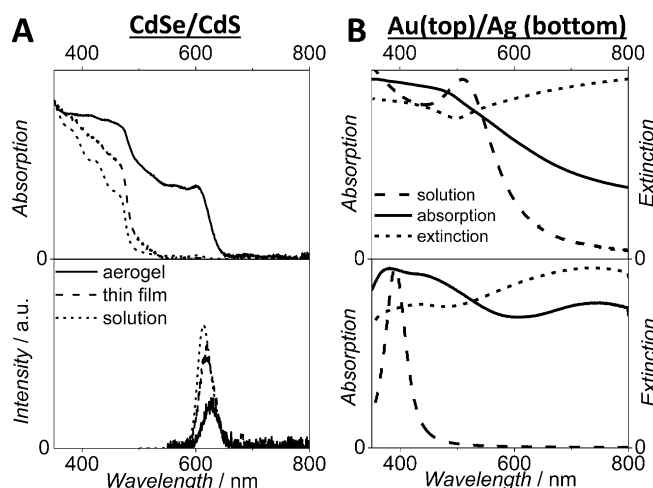 A
CdSe/CdS
400 600 800
Absorption
0
aerogel
thin film
solution
Intensity / a.u.
0
400 600 800
Wavelength / nm
B
Au(top)/Ag (bottom)
400 600 800
Absorption
Extinction
solution
absorption
extinction
0 0
Absorption
Extinction
0 0
400 600 800
Wavelength / nm